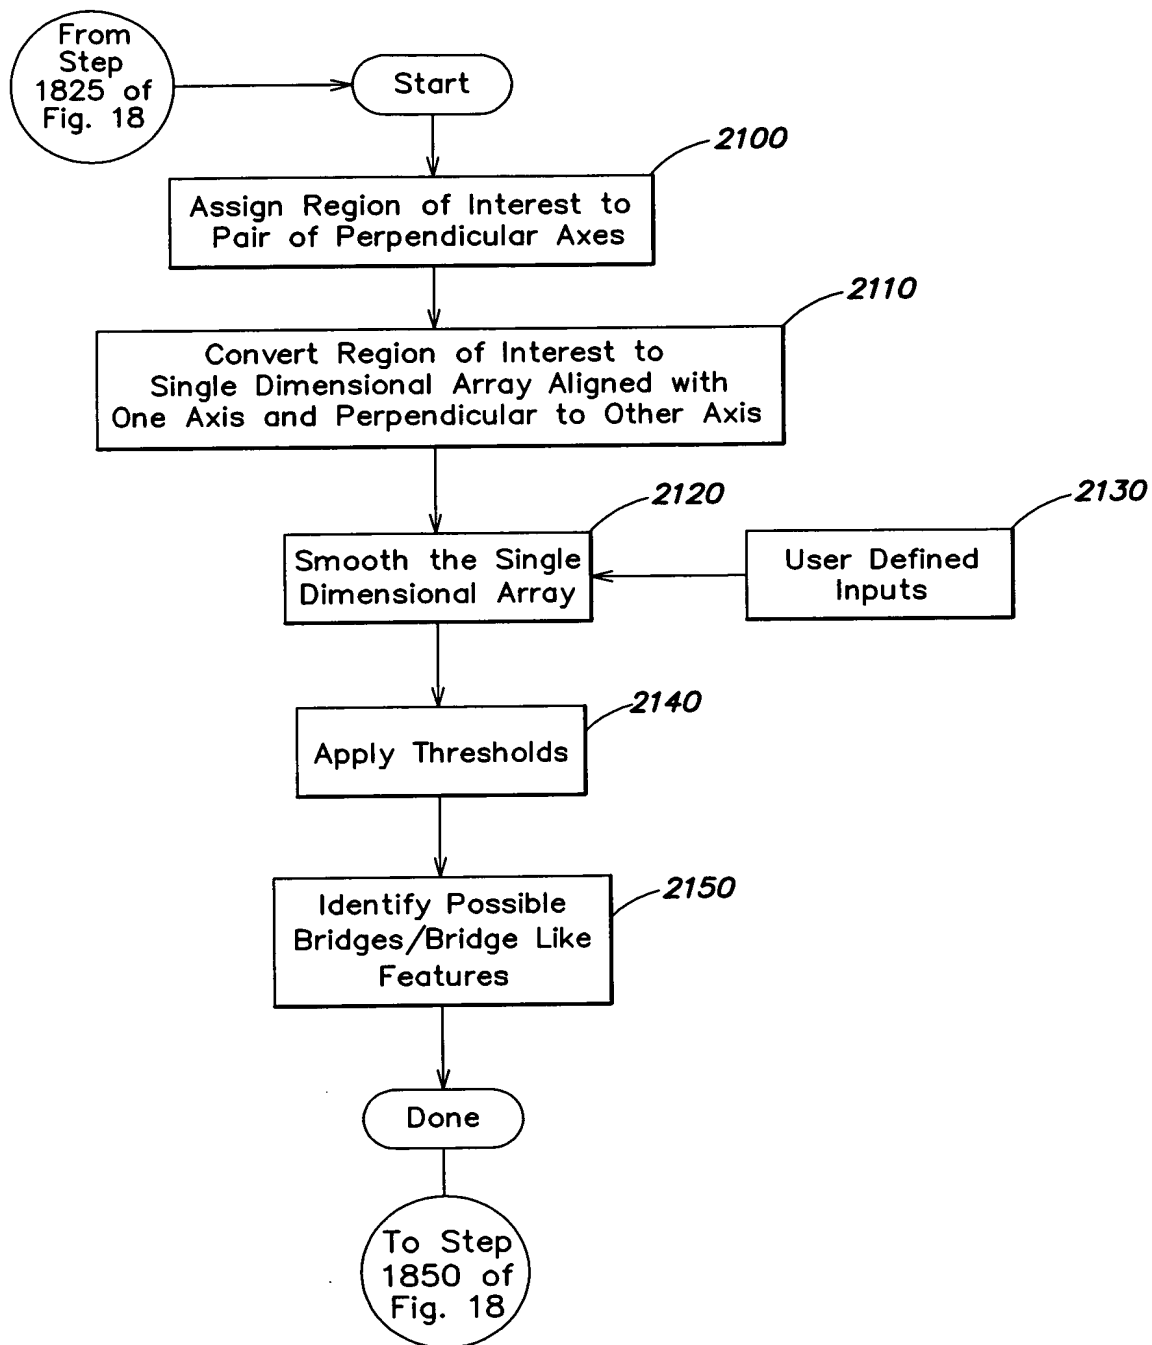 From
Step
1825 of
Fig. 18
Start
2100
Assign Region of Interest to
Pair of Perpendicular Axes
2110
Convert Region of Interest to
Single Dimensional Array Aligned with
One Axis and Perpendicular to Other Axis
2120
Smooth the Single
Dimensional Array
2130
User Defined
Inputs
2140
Apply Thresholds
2150
Identify Possible
Bridges/Bridge Like
Features
Done
To Step
1850 of
Fig. 18